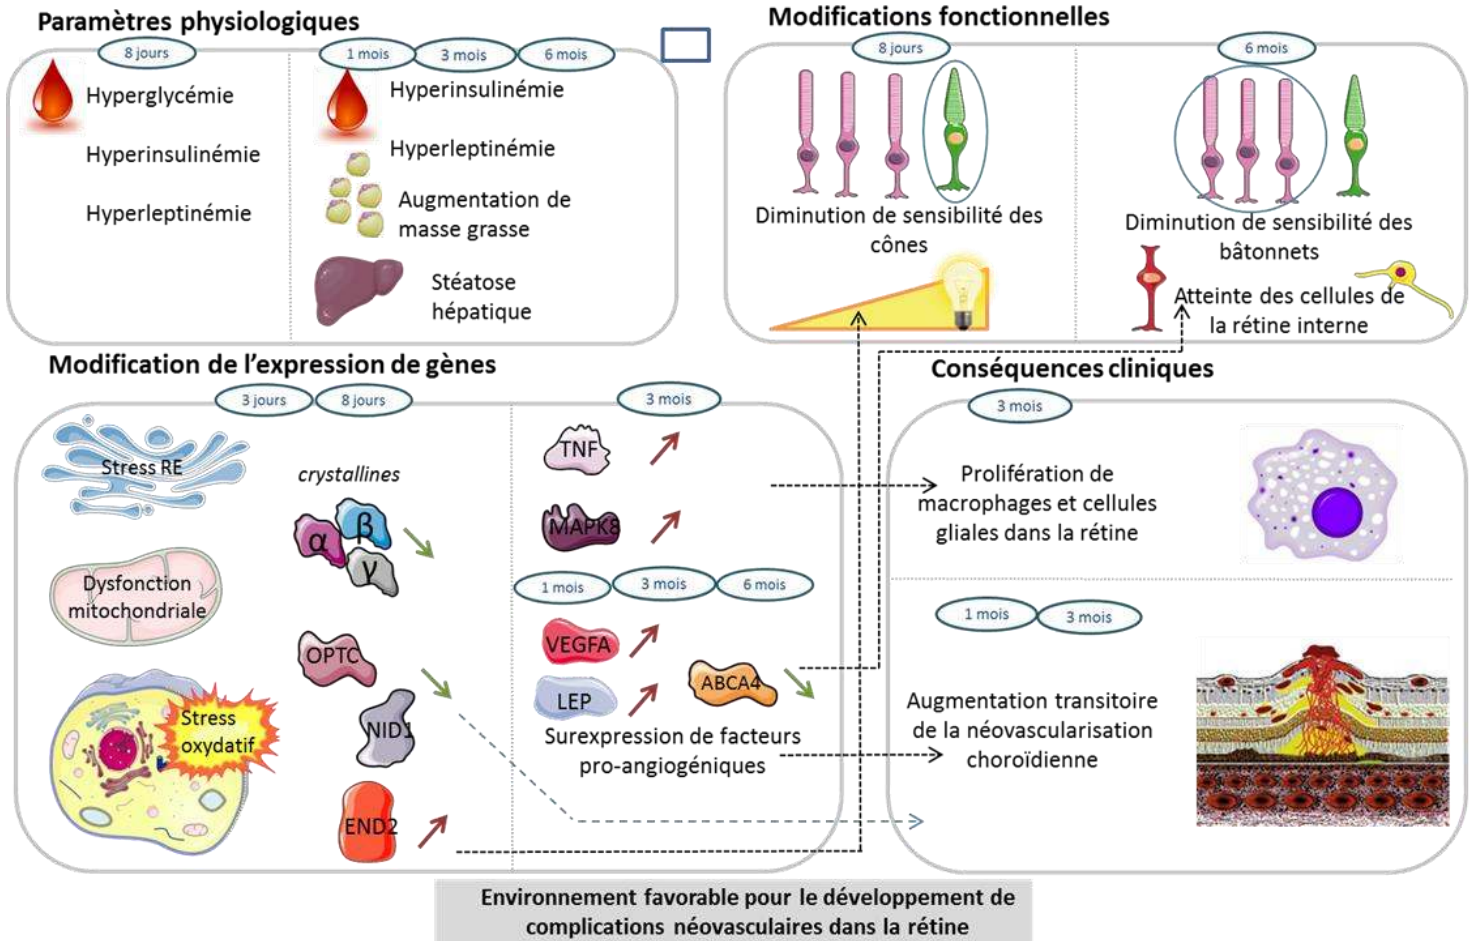 Paramètres physiologiques
8 jours
Hyperglycémie
Hyperinsulinémie
Hyperleptinémie
1 mois
3 mois
6 mois
Hyperinsulinémie
Hyperleptinémie
Augmentation de
masse grasse
Stéatose
hépatique
Modifications fonctionnelles
8 jours
Diminution de sensibilité des
cônes
6 mois
Diminution de sensibilité des
bâtonnets
Atteinte des cellules de
la rétine interne
Modification de l'expression de gènes
3 jours
8 jours
Stress RE
Dysfonction
mitochondriale
Stress
oxydatif
crystallines
α
β
γ
OPTC
NID1
END2
3 mois
TNF
MAPK8
1 mois
3 mois
6 mois
VEGFA
LEP
ABCA4
Surexpression de facteurs
pro-angiogéniques
Conséquences cliniques
3 mois
Prolifération de
macrophages et cellules
gliales dans la rétine
1 mois
3 mois
Augmentation transitoire
de la néovascularisation
choroïdienne
Environnement favorable pour le développement de
complications néovasculaires dans la rétine